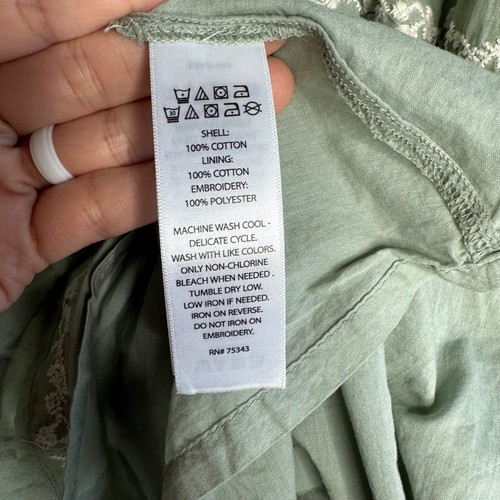 SHELL:
100% COTTON
LINING:
100% COTTON
EMBROIDERY:
100% POLYESTER
MACHINE WASH COOL -
DELICATE CYCLE.
WASH WITH LIKE COLORS.
ONLY NON-CHLORINE
BLEACH WHEN NEEDED .
TUMBLE DRY LOW.
LOW IRON IF NEEDED.
IRON ON REVERSE.
DO NOT IRON ON
EMBROIDERY.
RN# 75343